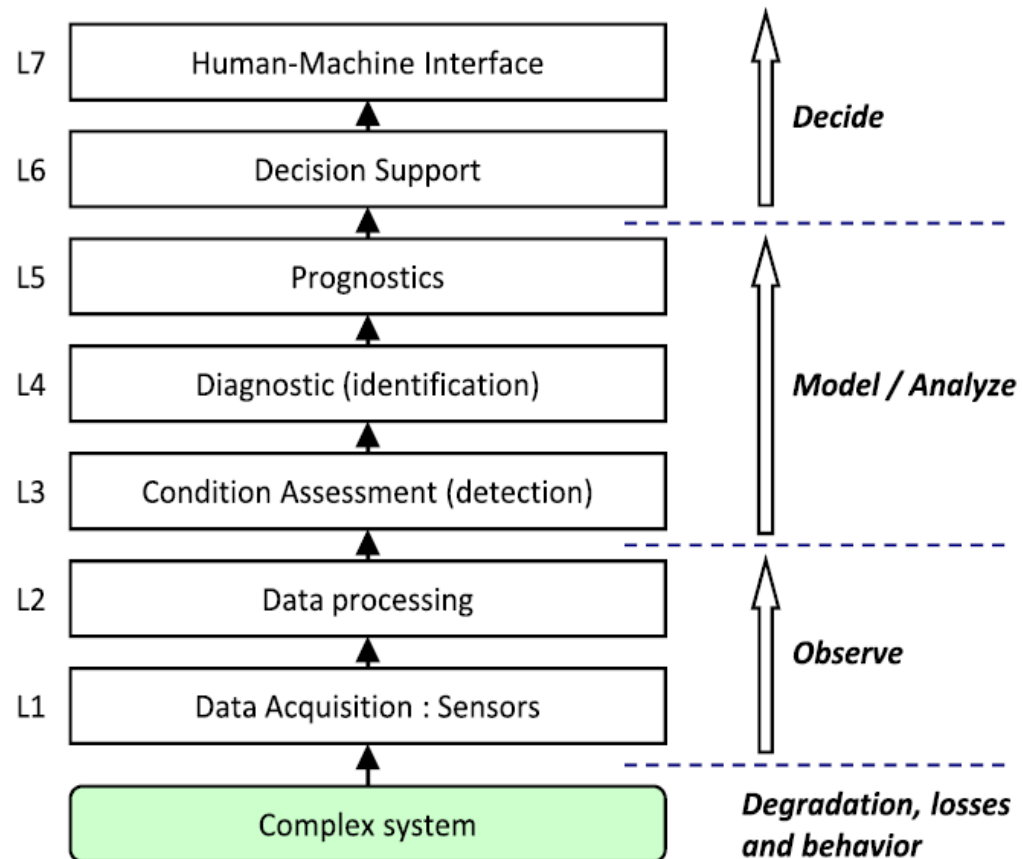 L7
Human-Machine Interface
Decide
L6
Decision Support
L5
Prognostics
L4
Diagnostic (identification)
Model / Analyze
L3
Condition Assessment (detection)
L2
Data processing
Observe
L1
Data Acquisition : Sensors
Complex system
Degradation, losses
and behavior